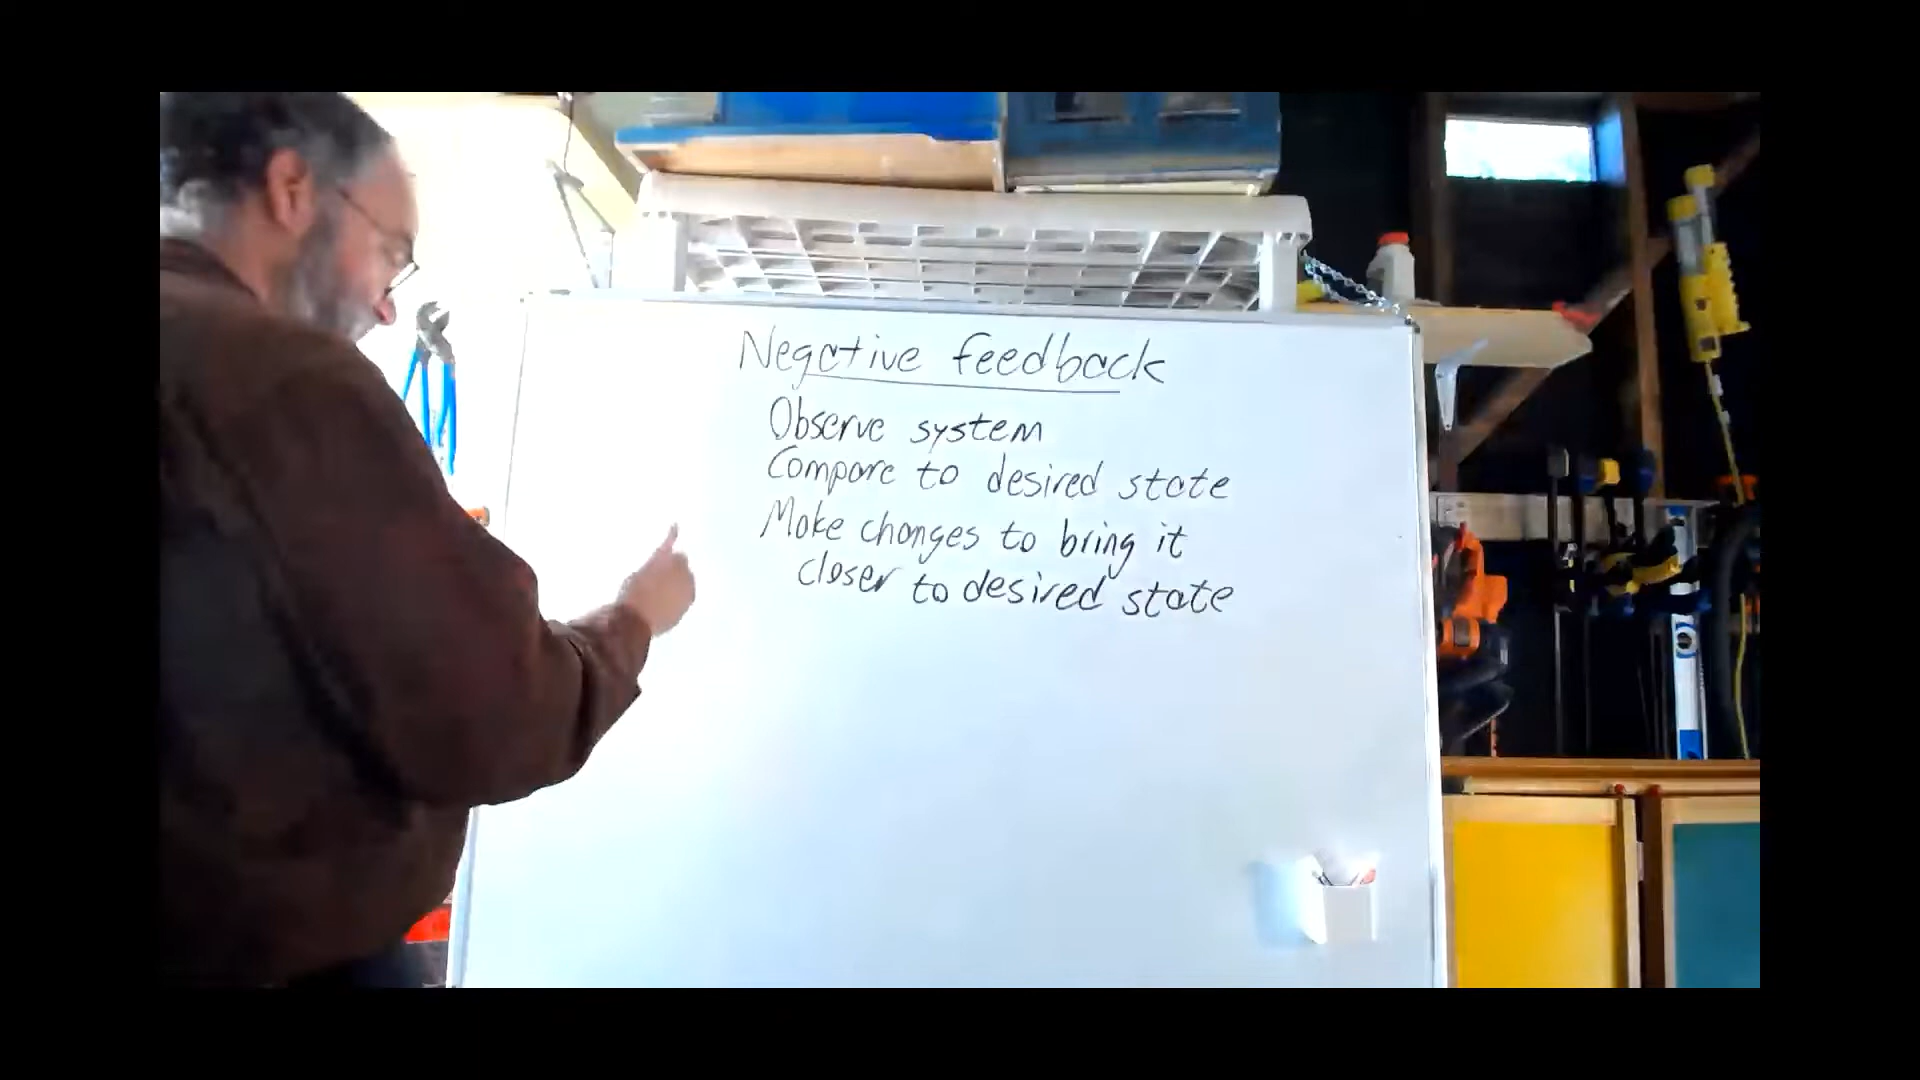 Negative feedback
Observe system
Compare to desired state
Make changes to bring it
closer to desired state